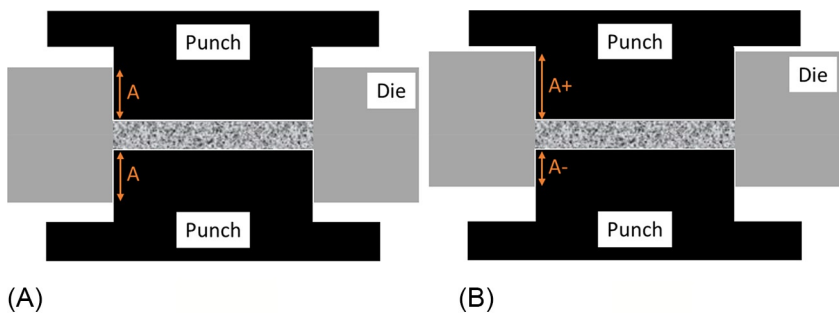 Punch
A
Die
A
Punch
(A)
Punch
A+
Die
A-
Punch
(B)